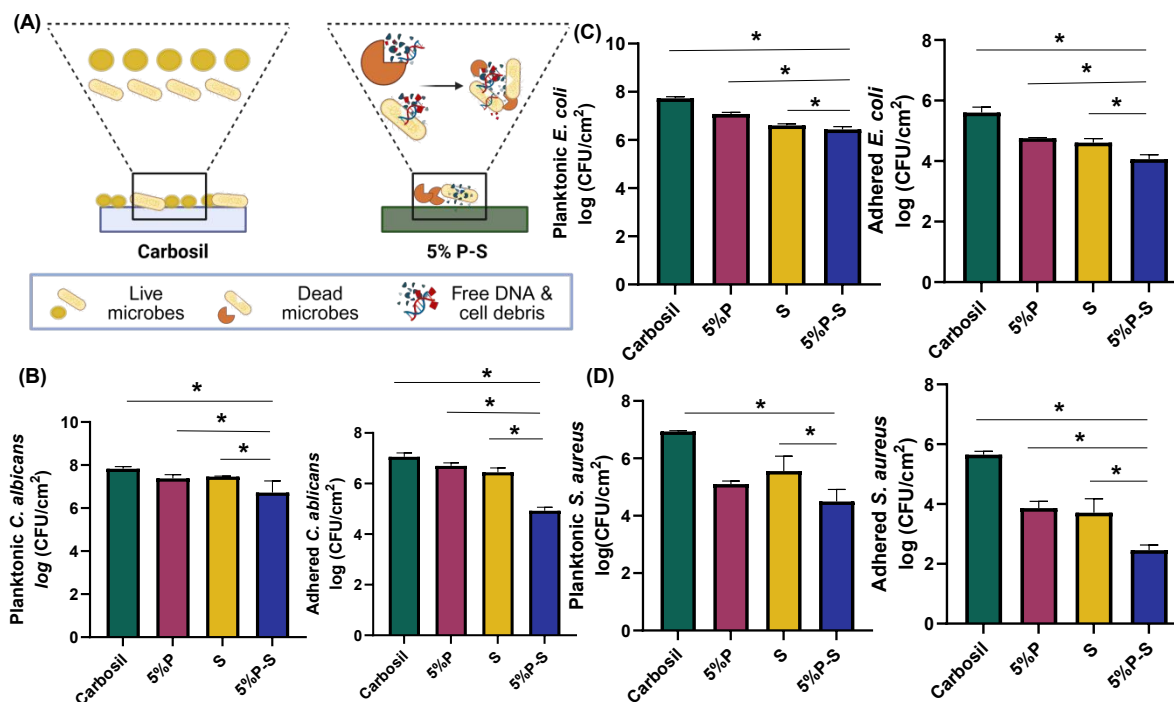 (A)
Carbosil
5% P-S
Live
microbes
Dead
microbes
Free DNA &
cell debris
(B)
Planktonic C. albicans
log (CFU/cm2)
10
8
6
4
2
0
*
*
*
Carbosil
5%P
S
5%P-S
Adhered C. ablicans
log (CFU/cm2)
8
6
4
2
0
*
*
*
Carbosil
5%P
S
5%P-S
(C)
Planktonic E. coli
log (CFU/cm2)
10
8
6
4
2
0
*
*
*
Carbosil
5%P
S
5%P-S
Adhered E. coli
log (CFU/cm2)
8
6
4
2
0
*
*
*
Carbosil
5%P
S
5%P-S
(D)
Planktonic S. aureus
log(CFU/cm2)
8
6
4
2
0
*
*
Carbosil
5%P
S
5%P-S
Adhered S. aureus
log (CFU/cm2)
8
6
4
2
0
*
*
*
Carbosil
5%P
S
5%P-S